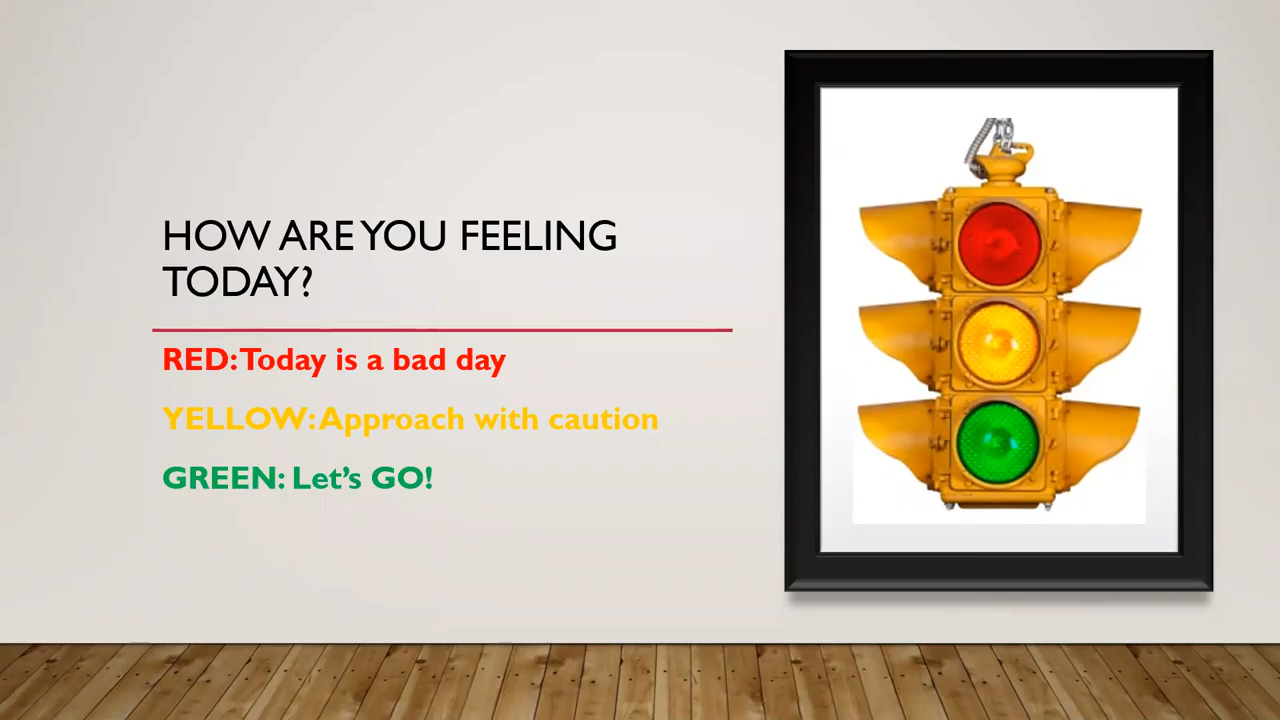 HOW ARE YOU FEELING
TODAY?
RED: Today is a bad day
YELLOW: Approach with caution
GREEN: Let’s GO!